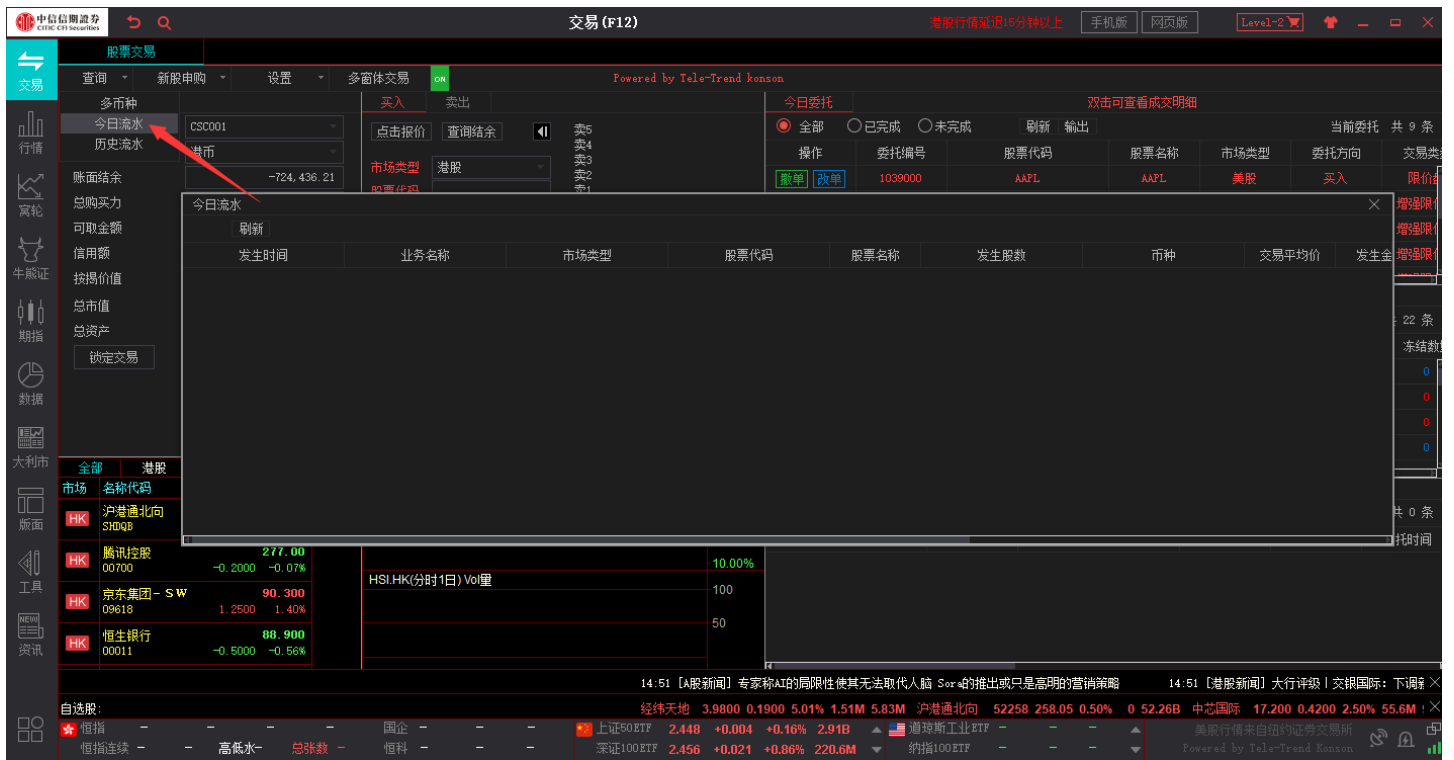 中信信期證券 CITIC CFI Securities
交易(F12)
港股行情延迟15分钟以上 手机版 网页版 Level-2
交易 股票交易
查询 新股申购 设置 多窗体交易 ON Powered by Tele-Trend konson
多币种 买入 卖出 今日委托 双击可查看成交明细
今日流水 CSC001 点击报价 查询结余 卖5 全部 已完成 未完成 刷新 输出 当前委托 共 9 条
历史流水 港币 卖4
行情 市场类型 港股 卖3 操作 委托编号 股票代码 股票名称 市场类型 委托方向 交易类
账面结余 -724,436.21 卖2 撤单 改单 1039000 AAPL AAPL 美股 买入 限价
股票代码 卖1
总购买力 今日流水 增强限
窝轮
可取金额 刷新 增强限
信用额 发生时间 业务名称 市场类型 股票代码 股票名称 发生股数 币种 交易平均价 发生金 增强限
牛熊证
按揭价值
总市值
22 条
总资产
期指
冻结数
锁定交易
0
数据 0
0
0
大利市 全部 港股
市场 名称代码
HK 沪港通北向 共 0 条
SHDQB
版面
托时间
HK 腾讯控股 277.00
00700 -0.2000 -0.07% 10.00%
HSI.HK(分时1日) Vol量
工具 100
HK 京东集团-SW 90.300
09618 1.2500 1.40%
NEW
50
HK 恒生银行 88.900
资讯 00011 -0.5000 -0.56%
14:51 [A股新闻] 专家称AI的局限性使其无法取代人脑 Sora的推出或只是高明的营销策略 14:51 [港股新闻] 大行评级丨交银国际: 下调
自选股: 经纬天地 3.9800 0.1900 5.01% 1.51M 5.83M 沪港通北向 52258 258.05 0.50% 0 52.26B 中芯国际 17.200 0.4200 2.50% 55.6M
恒指 - - - - 国企 - - - 上证50ETF 2.448 +0.004 +0.16% 2.91B 道琼斯工业ETF - - - 美股行情来自纽约证券交易所
恒指连续 - - 高低水- 总张数 - 恒科 - - - 深证100ETF 2.456 +0.021 +0.86% 220.6M 纳指100ETF - - - Powered by Tele-Trend Konson